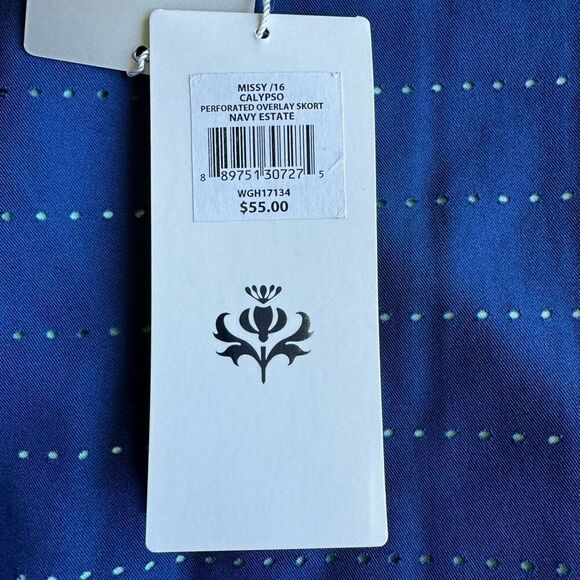 MISSY /16
CALYPSO
PERFORATED OVERLAY SKORT
NAVY ESTATE
8 89751 30727 5
WGH17134
$55.00